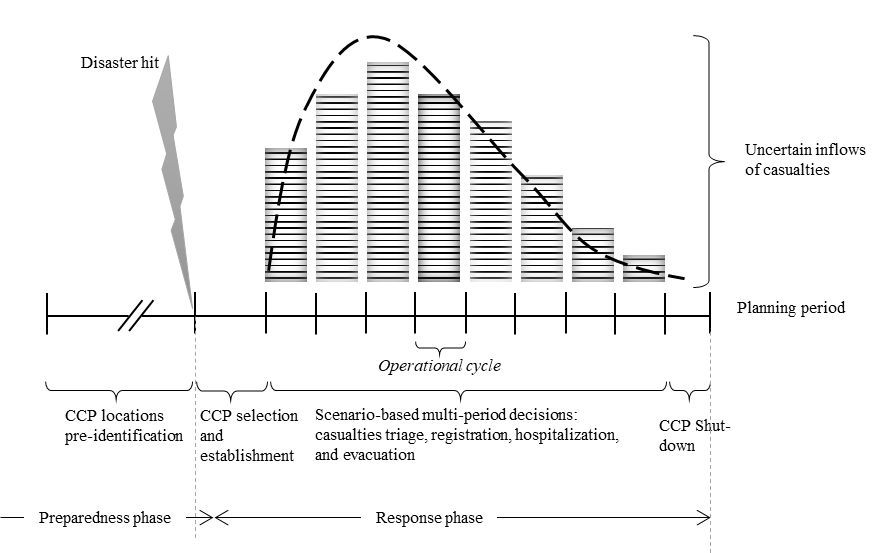 Disaster hit
Uncertain inflows
of casualties
Planning period
Operational cycle
CCP locations
pre-identification
CCP selection
and
establishment
Scenario-based multi-period decisions:
casualties triage, registration, hospitalization,
and evacuation
CCP Shut-
down
Preparedness phase
Response phase